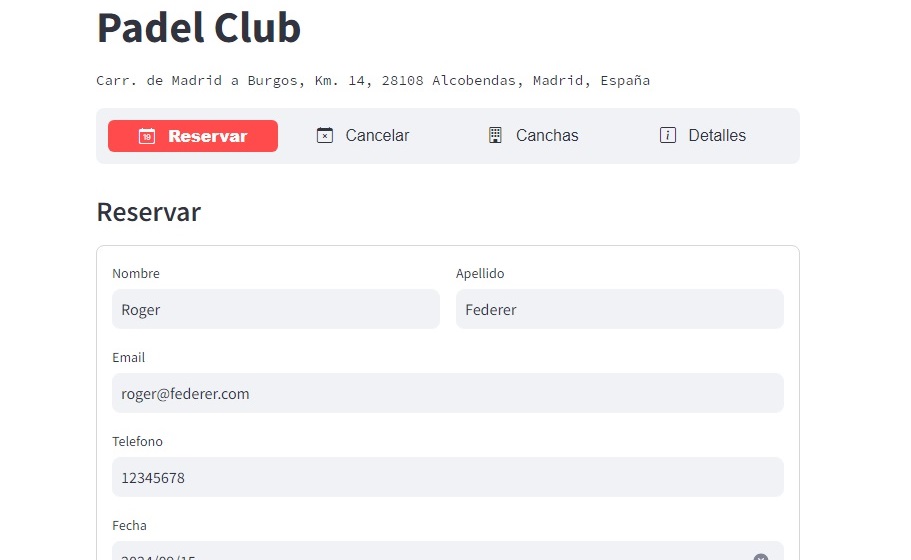 Padel Club
Carr. de Madrid a Burgos, Km. 14, 28108 Alcobendas, Madrid, España
19 Reservar Cancelar Canchas Detalles
Reservar
Nombre Apellido
Roger Federer
Email
roger@federer.com
Telefono
12345678
Fecha